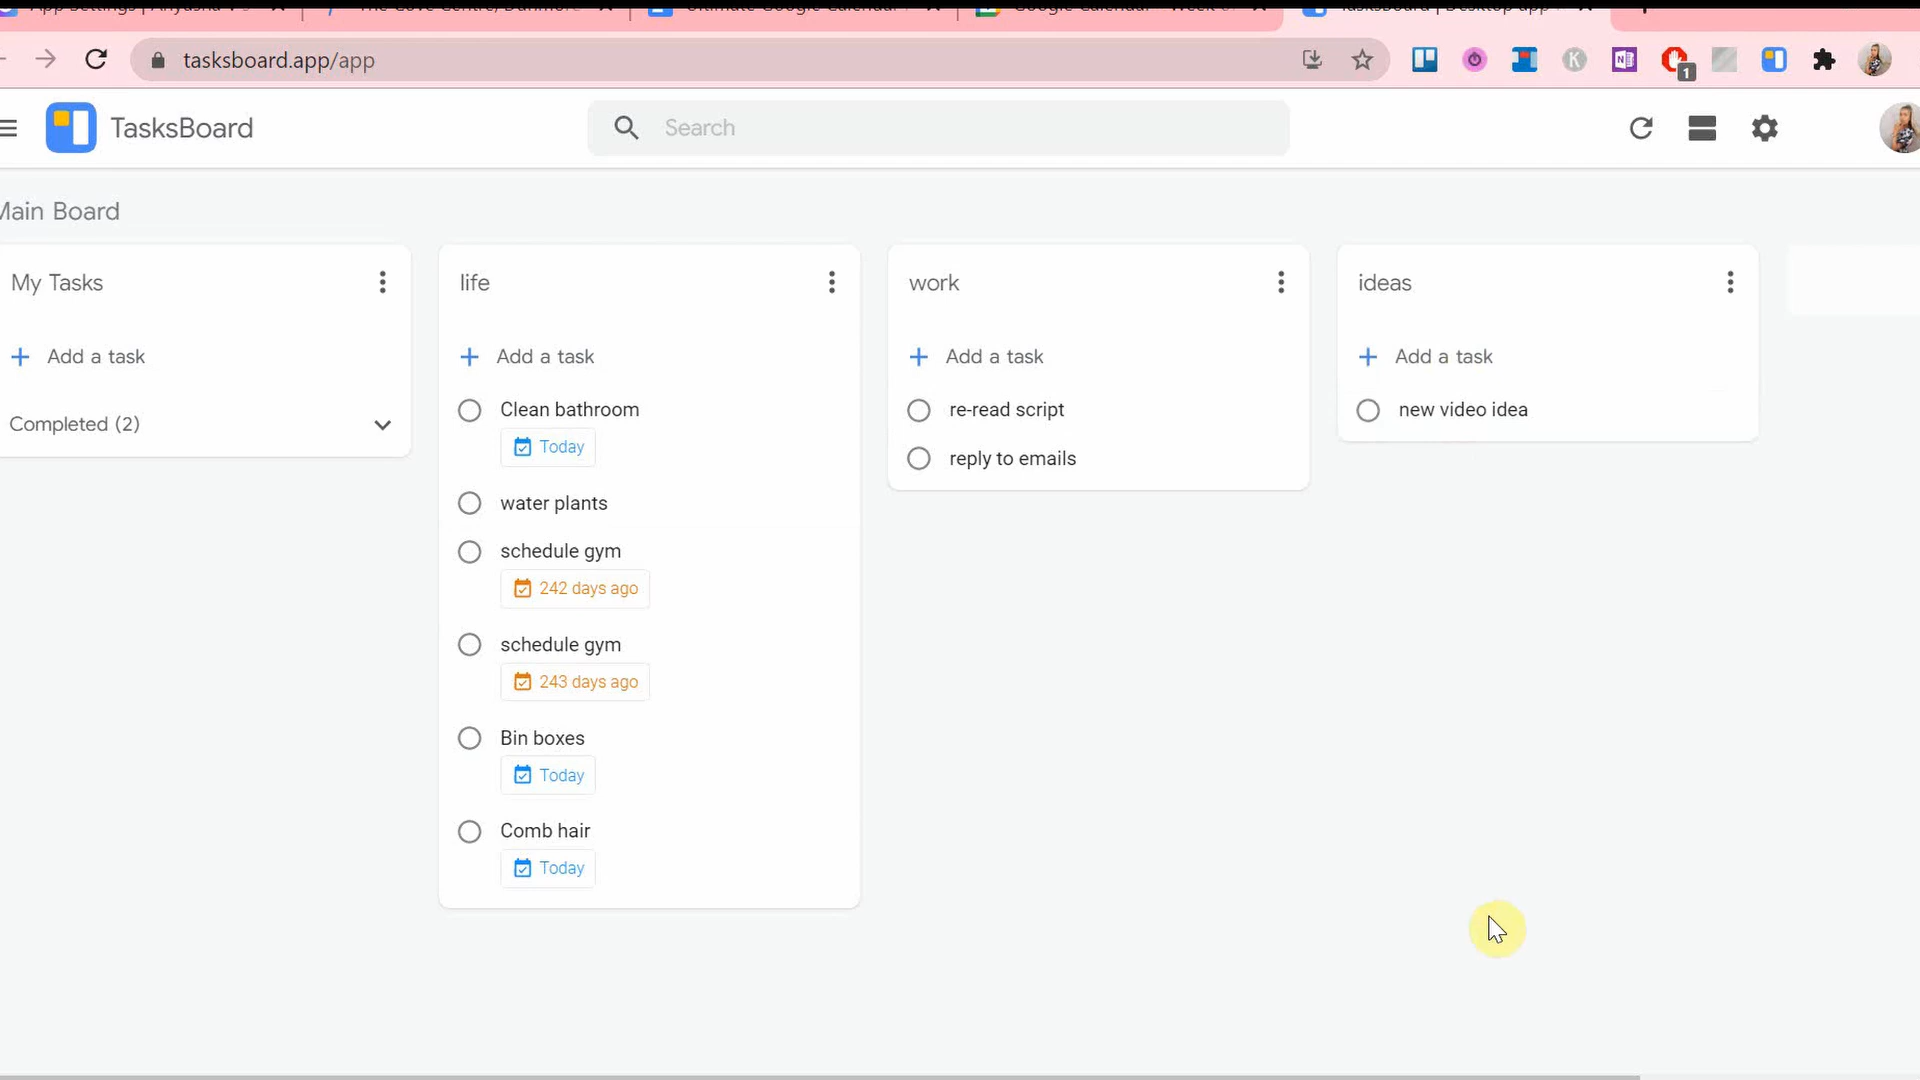 tasksboard.app/app
1
TasksBoard
Search
Main Board
My Tasks
Add a task
Completed (2)
life
Add a task
Clean bathroom
Today
water plants
schedule gym
242 days ago
schedule gym
243 days ago
Bin boxes
Today
Comb hair
Today
work
Add a task
re-read script
reply to emails
ideas
Add a task
new video idea